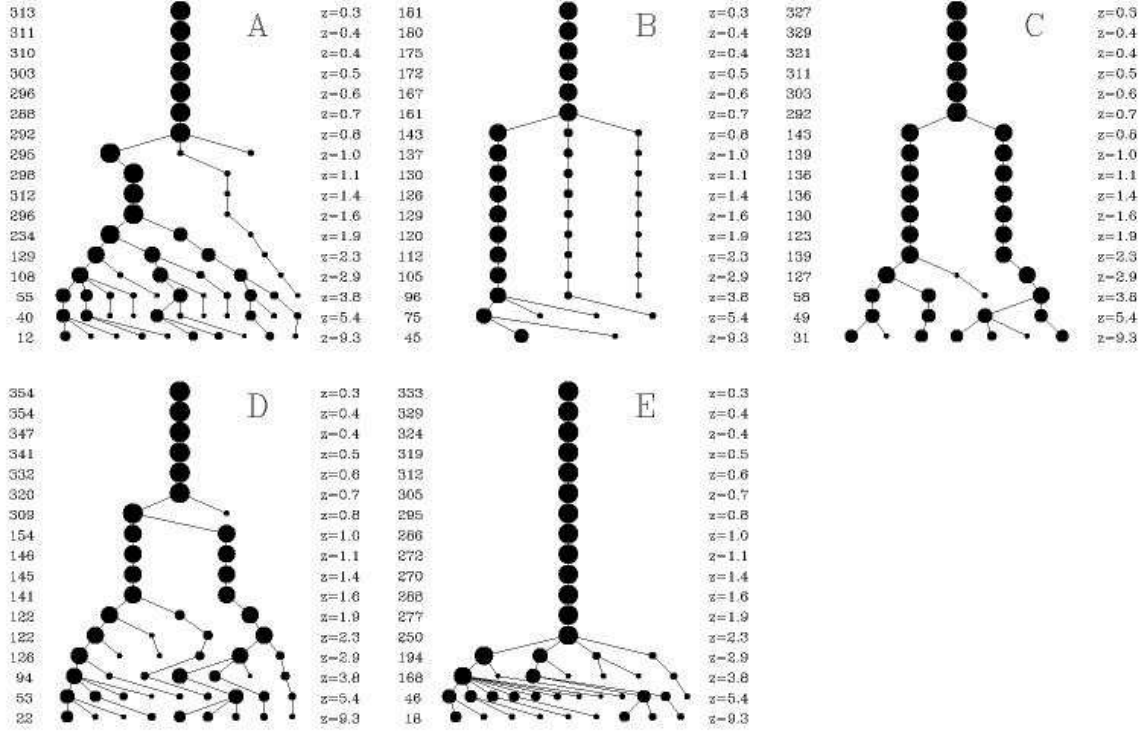 313 A z=0.3 181 B z=0.3 327 C z=0.3
311 z=0.4 180 z=0.4 329 z=0.4
310 z=0.4 175 z=0.4 321 z=0.4
303 z=0.5 172 z=0.5 311 z=0.5
296 z=0.6 167 z=0.6 303 z=0.6
288 z=0.7 161 z=0.7 292 z=0.7
292 z=0.8 143 z=0.8 143 z=0.8
295 z=1.0 137 z=1.0 139 z=1.0
298 z=1.1 130 z=1.1 136 z=1.1
312 z=1.4 126 z=1.4 136 z=1.4
296 z=1.6 129 z=1.6 130 z=1.6
234 z=1.9 120 z=1.9 123 z=1.9
129 z=2.3 112 z=2.3 139 z=2.3
108 z=2.9 105 z=2.9 127 z=2.9
55 z=3.8 96 z=3.8 58 z=3.8
40 z=5.4 75 z=5.4 49 z=5.4
12 z=9.3 45 z=9.3 31 z=9.3
354 D z=0.3 333 E z=0.3
354 z=0.4 329 z=0.4
347 z=0.4 324 z=0.4
341 z=0.5 319 z=0.5
332 z=0.6 312 z=0.6
320 z=0.7 305 z=0.7
309 z=0.8 295 z=0.8
154 z=1.0 286 z=1.0
146 z=1.1 272 z=1.1
145 z=1.4 270 z=1.4
141 z=1.6 288 z=1.6
122 z=1.9 277 z=1.9
122 z=2.3 250 z=2.3
126 z=2.9 194 z=2.9
94 z=3.8 168 z=3.8
53 z=5.4 46 z=5.4
22 z=9.3 18 z=9.3